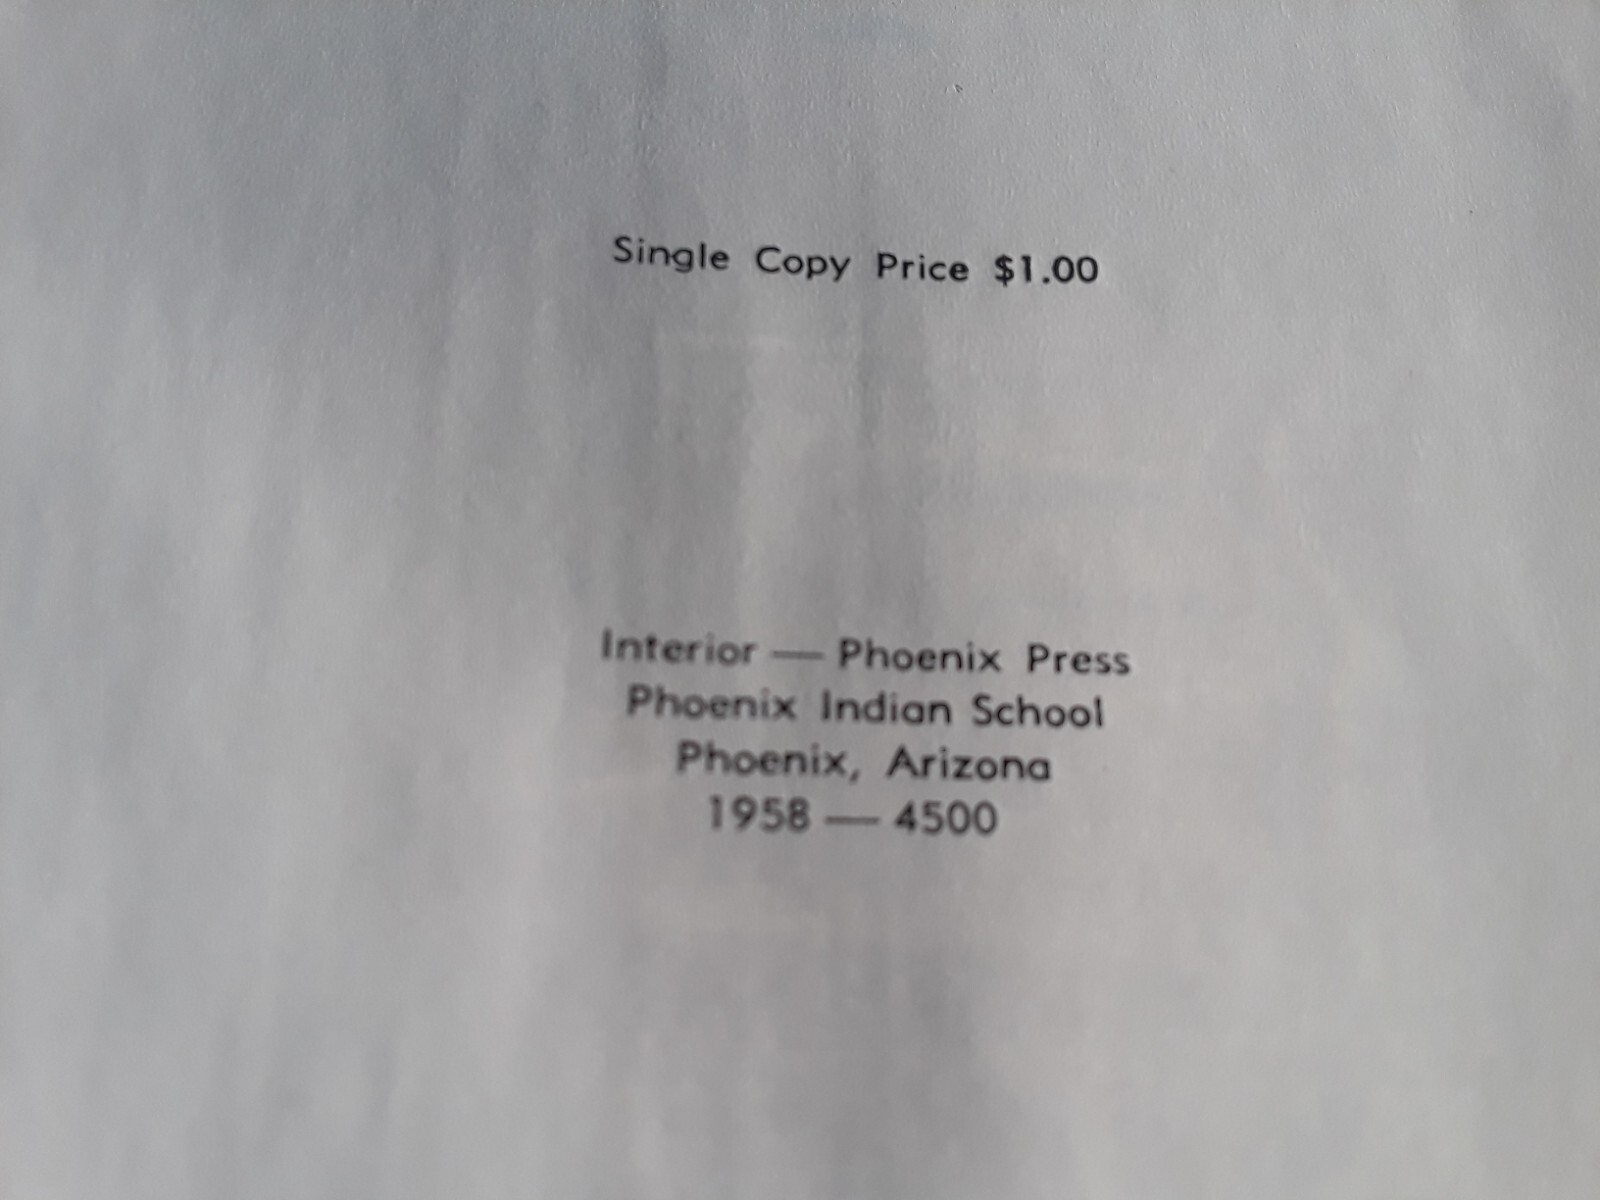 Single Copy Price $1.00
Interior — Phoenix Press
Phoenix Indian School
Phoenix, Arizona
1958 — 4500